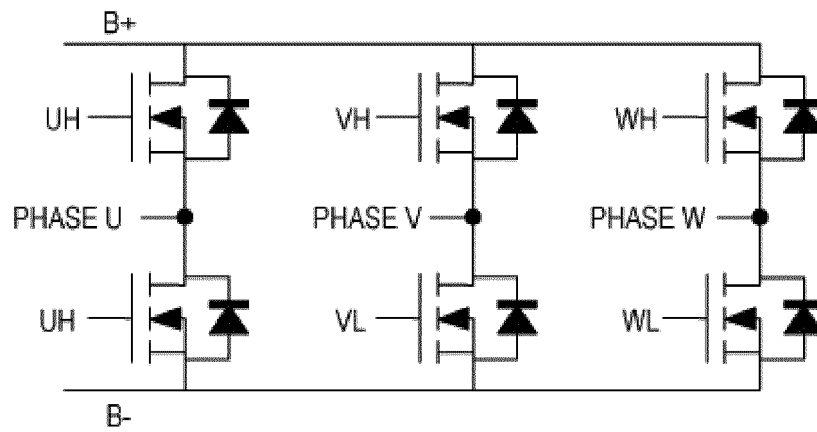 B+
UH
VH
WH
PHASE U
PHASE V
PHASE W
UH
VL
WL
B-